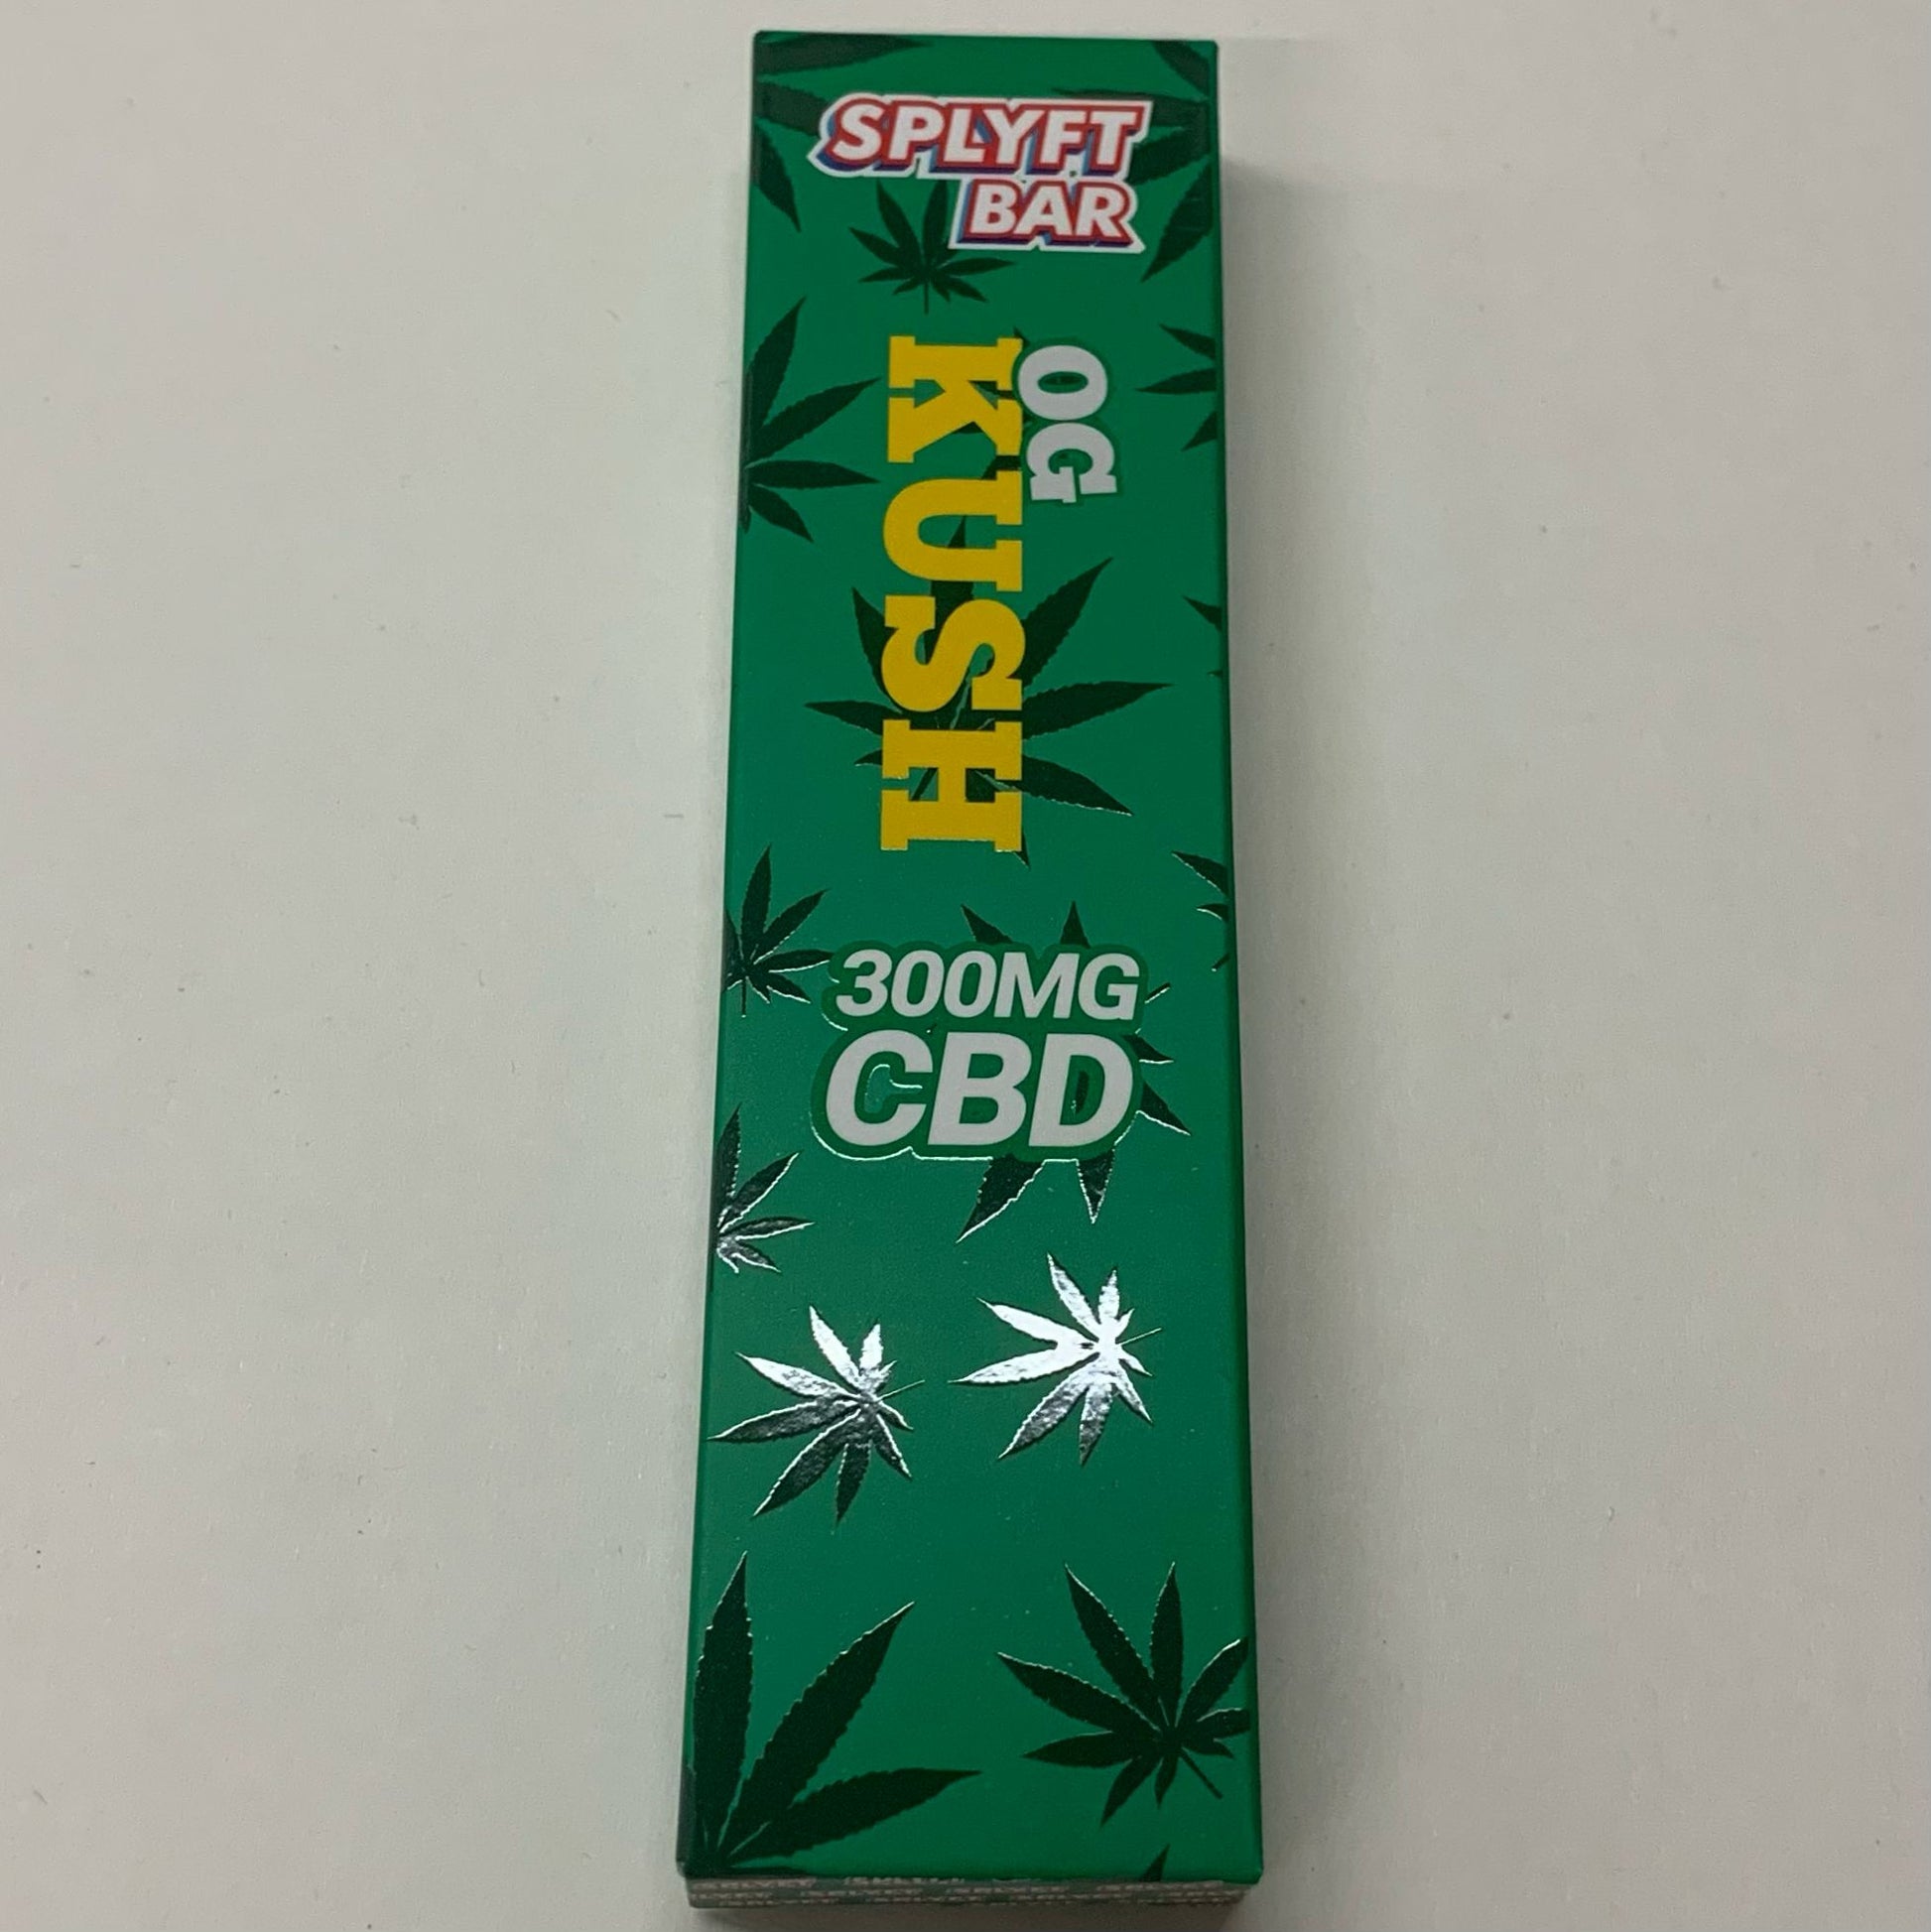 SPLYFT
BAR
OG
KUSH
300MG
CBD